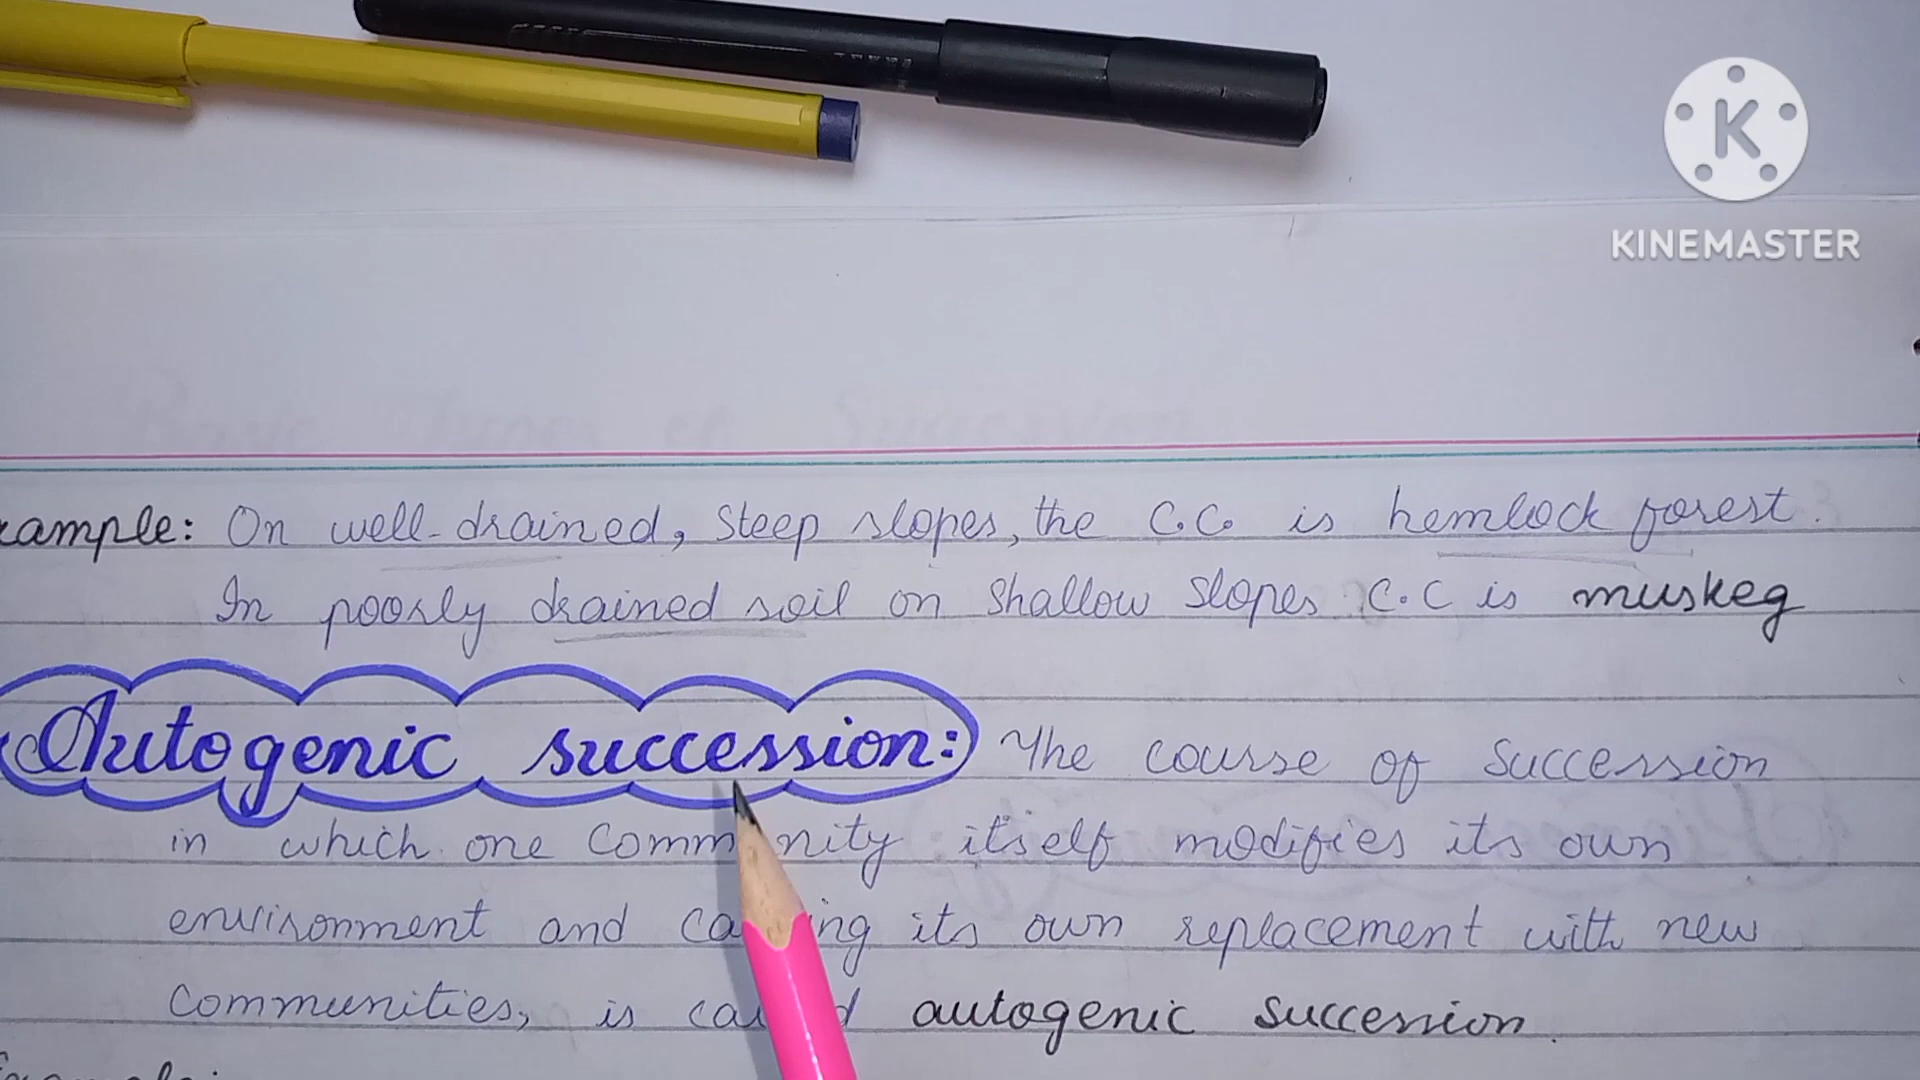 KINEMASTER
xample: On well-drained, steep slopes, the C.C. is hemlock forest.
In poorly drained soil on shallow slopes C.C is muskeg
Autogenic succession: The course of succession
in which one comm nity itself modifies its own
environment and ca ing its own replacement with new
communities, is ca d autogenic succession.